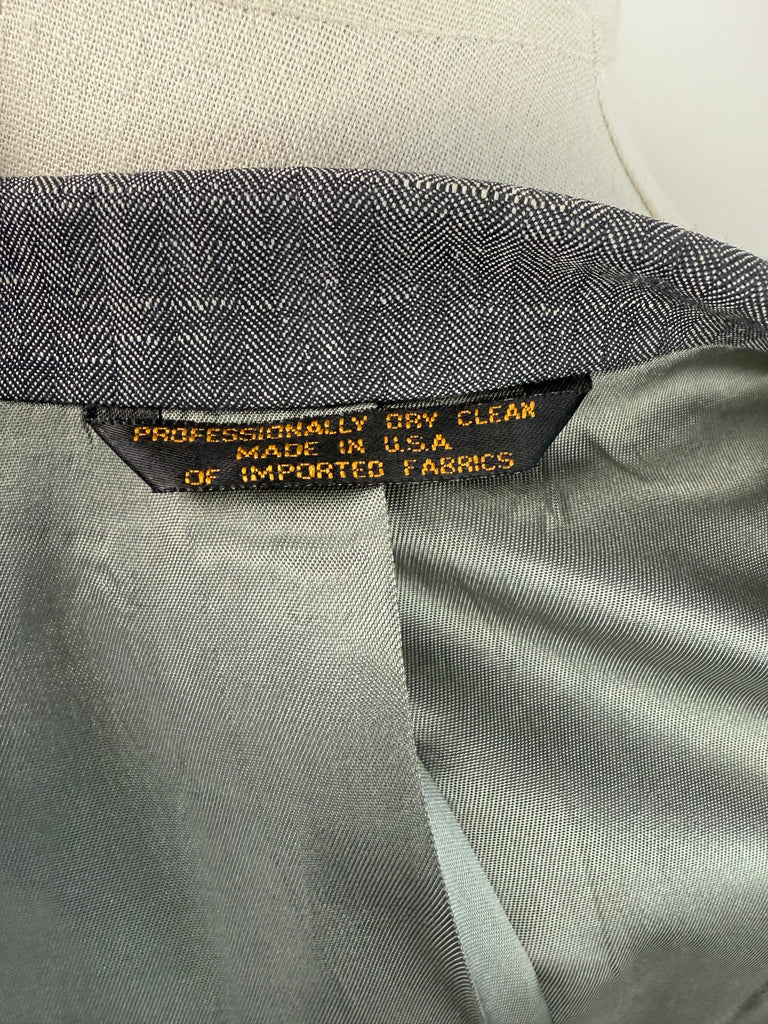 PROFESSIONALLY DRY CLEAN
MADE IN U.S.A
OF IMPORTED FABRICS